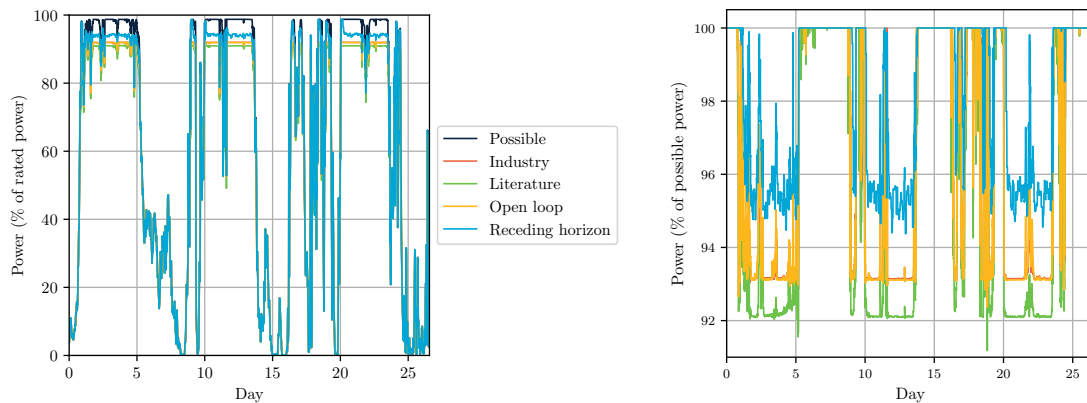 100
80
60
40
20
0
Power (% of rated power)
0 5 10 15 20 25
Day
Possible
Industry
Literature
Open loop
Receding horizon
100
98
96
94
92
Power (% of possible power)
0 5 10 15 20 25
Day